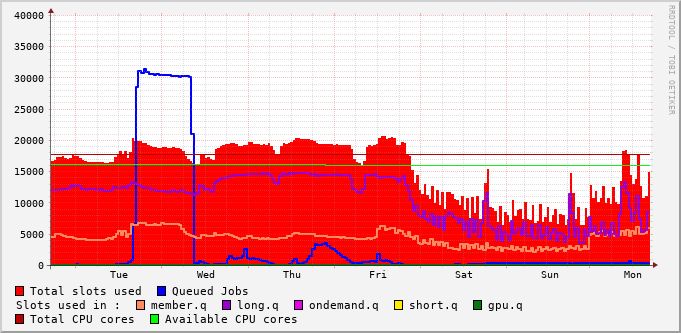 40000
35000
30000
25000
20000
15000
10000
5000
0
Tue Wed Thu Fri Sat Sun Mon
RRDTOOL / TOBI OETIKER
Total slots used Queued Jobs
Slots used in : member.q long.q ondemand.q short.q gpu.q
Total CPU cores Available CPU cores